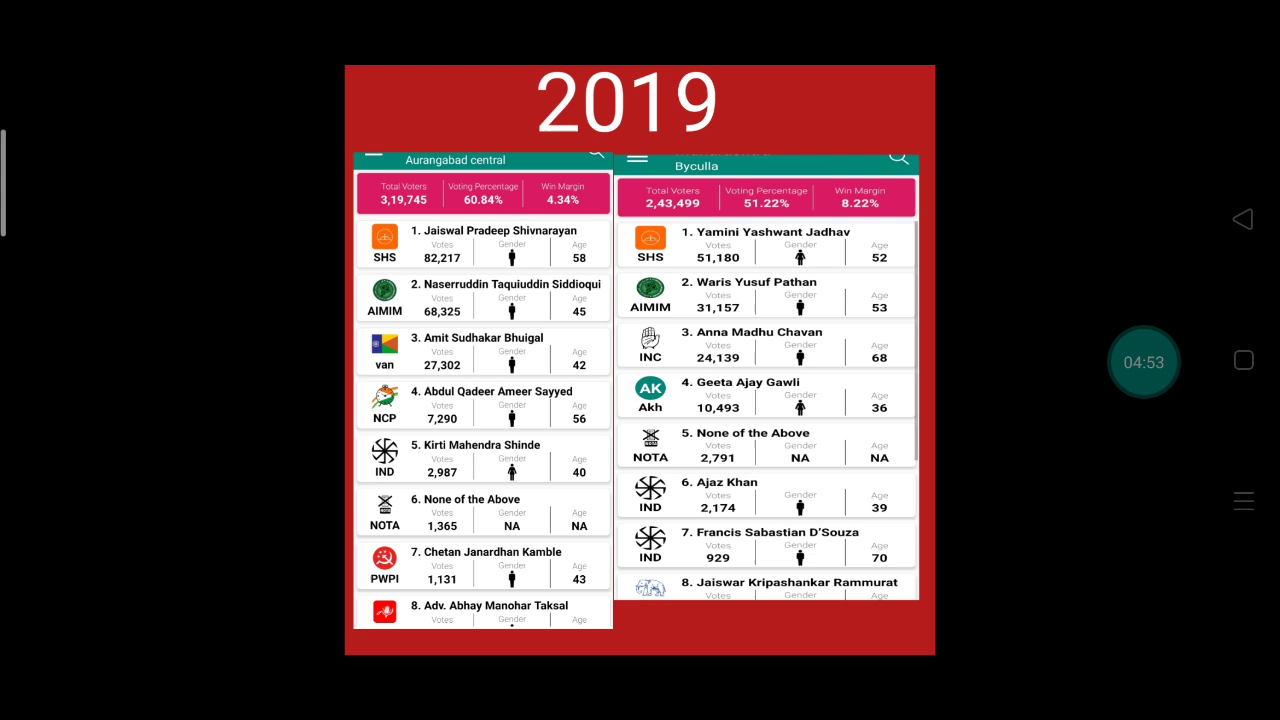 2019
Aurangabad central
Total Voters Voting Percentage Win Margin
3,19,745 60.84% 4.34%
1. Jaiswal Pradeep Shivnarayan
Votes Gender Age
SHS 82,217 58
2. Naserruddin Taquiuddin Siddioqui
Votes Gender Age
AIMIM 68,325 45
3. Amit Sudhakar Bhuigal
Votes Gender Age
van 27,302 42
4. Abdul Qadeer Ameer Sayyed
Votes Gender Age
NCP 7,290 56
5. Kirti Mahendra Shinde
Votes Gender Age
IND 2,987 40
6. None of the Above
Votes Gender Age
NOTA 1,365 NA NA
7. Chetan Janardhan Kamble
Votes Gender Age
PWPI 1,131 43
8. Adv. Abhay Manohar Taksal
Votes Gender Age
Byculla
Total Voters Voting Percentage Win Margin
2,43,499 51.22% 8.22%
1. Yamini Yashwant Jadhav
Votes Gender Age
SHS 51,180 52
2. Waris Yusuf Pathan
Votes Gender Age
AIMIM 31,157 53
3. Anna Madhu Chavan
Votes Gender Age
INC 24,139 68
4. Geeta Ajay Gawli
AK
Votes Gender Age
Akh 10,493 36
5. None of the Above
Votes Gender Age
NOTA 2,791 NA NA
6. Ajaz Khan
Votes Gender Age
IND 2,174 39
7. Francis Sabastian D'Souza
Votes Gender Age
IND 929 70
8. Jaiswar Kripashankar Rammurat
Votes Gender Age
04:53